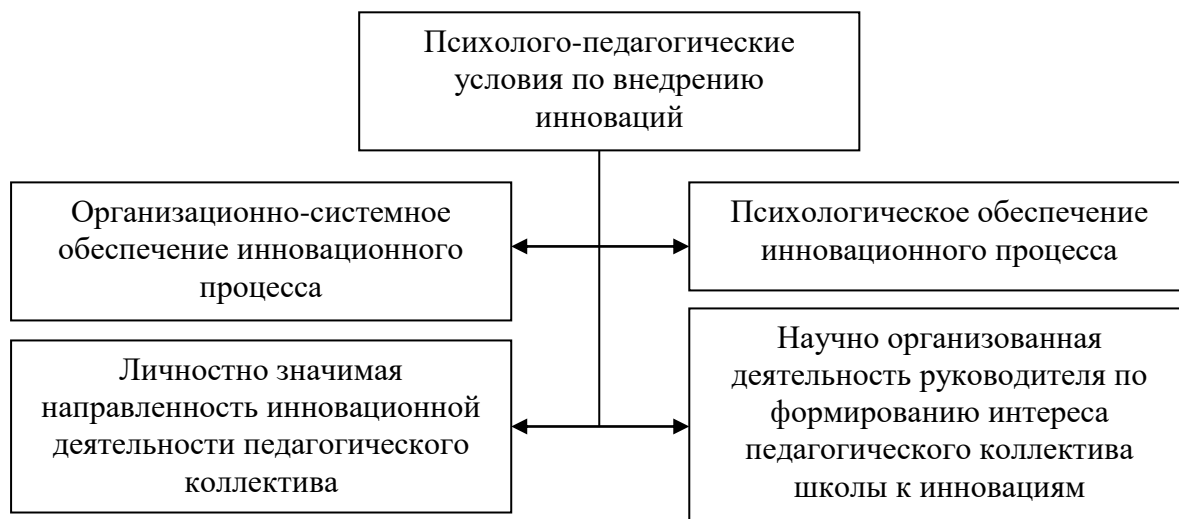 Психолого-педагогические
условия по внедрению
инноваций
Организационно-системное
обеспечение инновационного
процесса
Психологическое обеспечение
инновационного процесса
Личностно значимая
направленность инновационной
деятельности педагогического
коллектива
Научно организованная
деятельность руководителя по
формированию интереса
педагогического коллектива
школы к инновациям